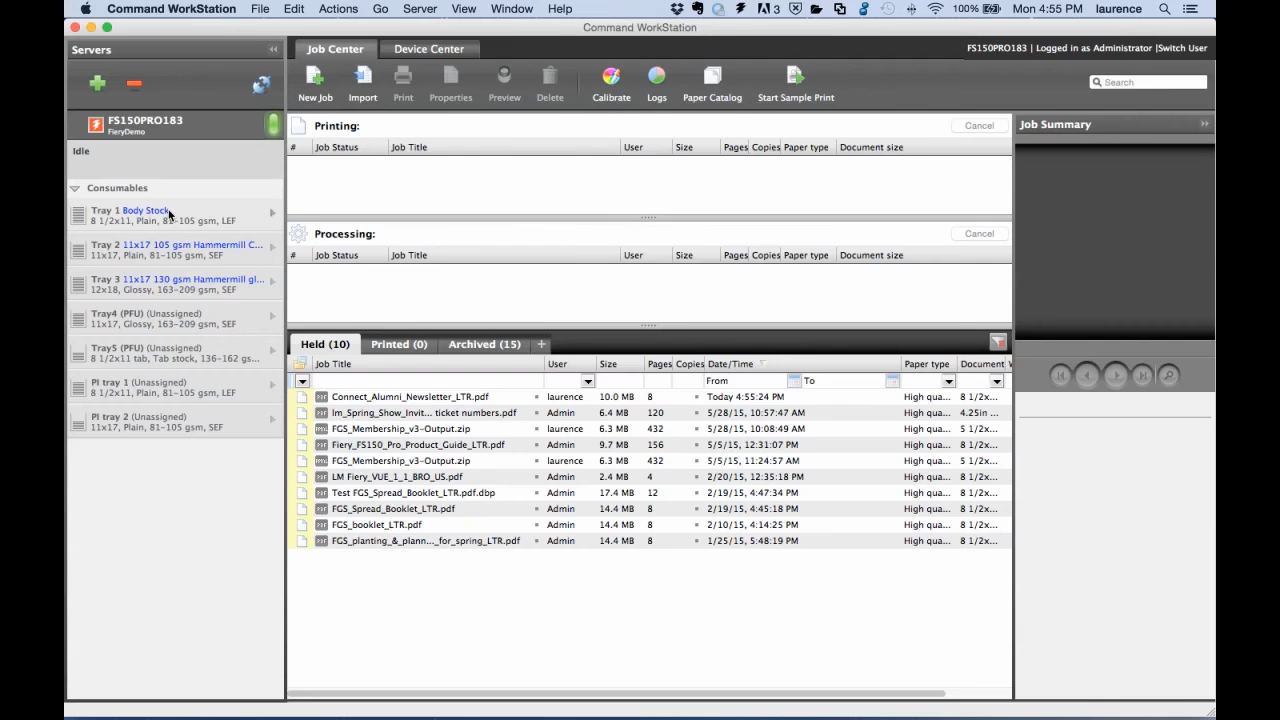 Command WorkStation File Edit Actions Go Server View Window Help 3 100% Mon 4:55 PM laurence
Command WorkStation
Servers
FS150PRO183
FieryDemo
Idle
Consumables
Tray 1 Body Stock
8 1/2x11, Plain, 81-105 gsm, LEF
Tray 2 11x17 105 gsm Hammermill C...
11x17, Plain, 81-105 gsm, SEF
Tray 3 11x17 130 gsm Hammermill gl...
12x18, Glossy, 163-209 gsm, SEF
Tray4 (PFU) (Unassigned)
11x17, Glossy, 163-209 gsm, SEF
Tray5 (PFU) (Unassigned)
8 1/2x11 tab, Tab stock, 136-162 gs...
PI tray 1 (Unassigned)
8 1/2x11, Plain, 81-105 gsm, LEF
PI tray 2 (Unassigned)
11x17, Plain, 81-105 gsm, SEF
Job Center Device Center
FS150PRO183 | Logged in as Administrator |Switch User
New Job Import Print Properties Preview Delete Calibrate Logs Paper Catalog Start Sample Print
Search
Printing: Cancel
# Job Status Job Title User Size Pages Copies Paper type Document size
Processing: Cancel
# Job Status Job Title User Size Pages Copies Paper type Document size
Held (10) Printed (0) Archived (15) +
Job Title User Size Pages Copies Date/Time Paper type Document W
From To
Connect_Alumni_Newsletter_LTR.pdf laurence 10.0 MB 8 Today 4:55:24 PM High qua... 8 1/2x...
lm_Spring_Show_Invit... ticket numbers.pdf Admin 6.4 MB 120 5/28/15, 10:57:47 AM High qua... 4.25in ...
FGS_Membership_v3-Output.zip laurence 6.3 MB 432 5/28/15, 10:08:49 AM High qua... 5 1/2x...
Fiery_FS150_Pro_Product_Guide_LTR.pdf Admin 9.7 MB 156 5/5/15, 12:31:07 PM High qua... 8 1/2x...
FGS_Membership_v3-Output.zip laurence 6.3 MB 432 5/5/15, 11:24:57 AM High qua... 5 1/2x...
LM Fiery_VUE_1_1_BRO_US.pdf Admin 2.4 MB 4 2/20/15, 12:35:18 PM High qua... 8 1/2x...
Test FGS_Spread_Booklet_LTR.pdf.dbp Admin 17.4 MB 12 2/19/15, 4:47:34 PM High qua... 8 1/2x...
FGS_Spread_Booklet_LTR.pdf Admin 14.4 MB 8 2/19/15, 4:45:18 PM High qua... 8 1/2x...
FGS_booklet_LTR.pdf Admin 14.4 MB 8 2/10/15, 4:14:25 PM High qua... 8 1/2x...
FGS_planting_&_plann..._for_spring_LTR.pdf Admin 14.4 MB 8 1/25/15, 5:48:19 PM High qua... 8 1/2x...
Job Summary